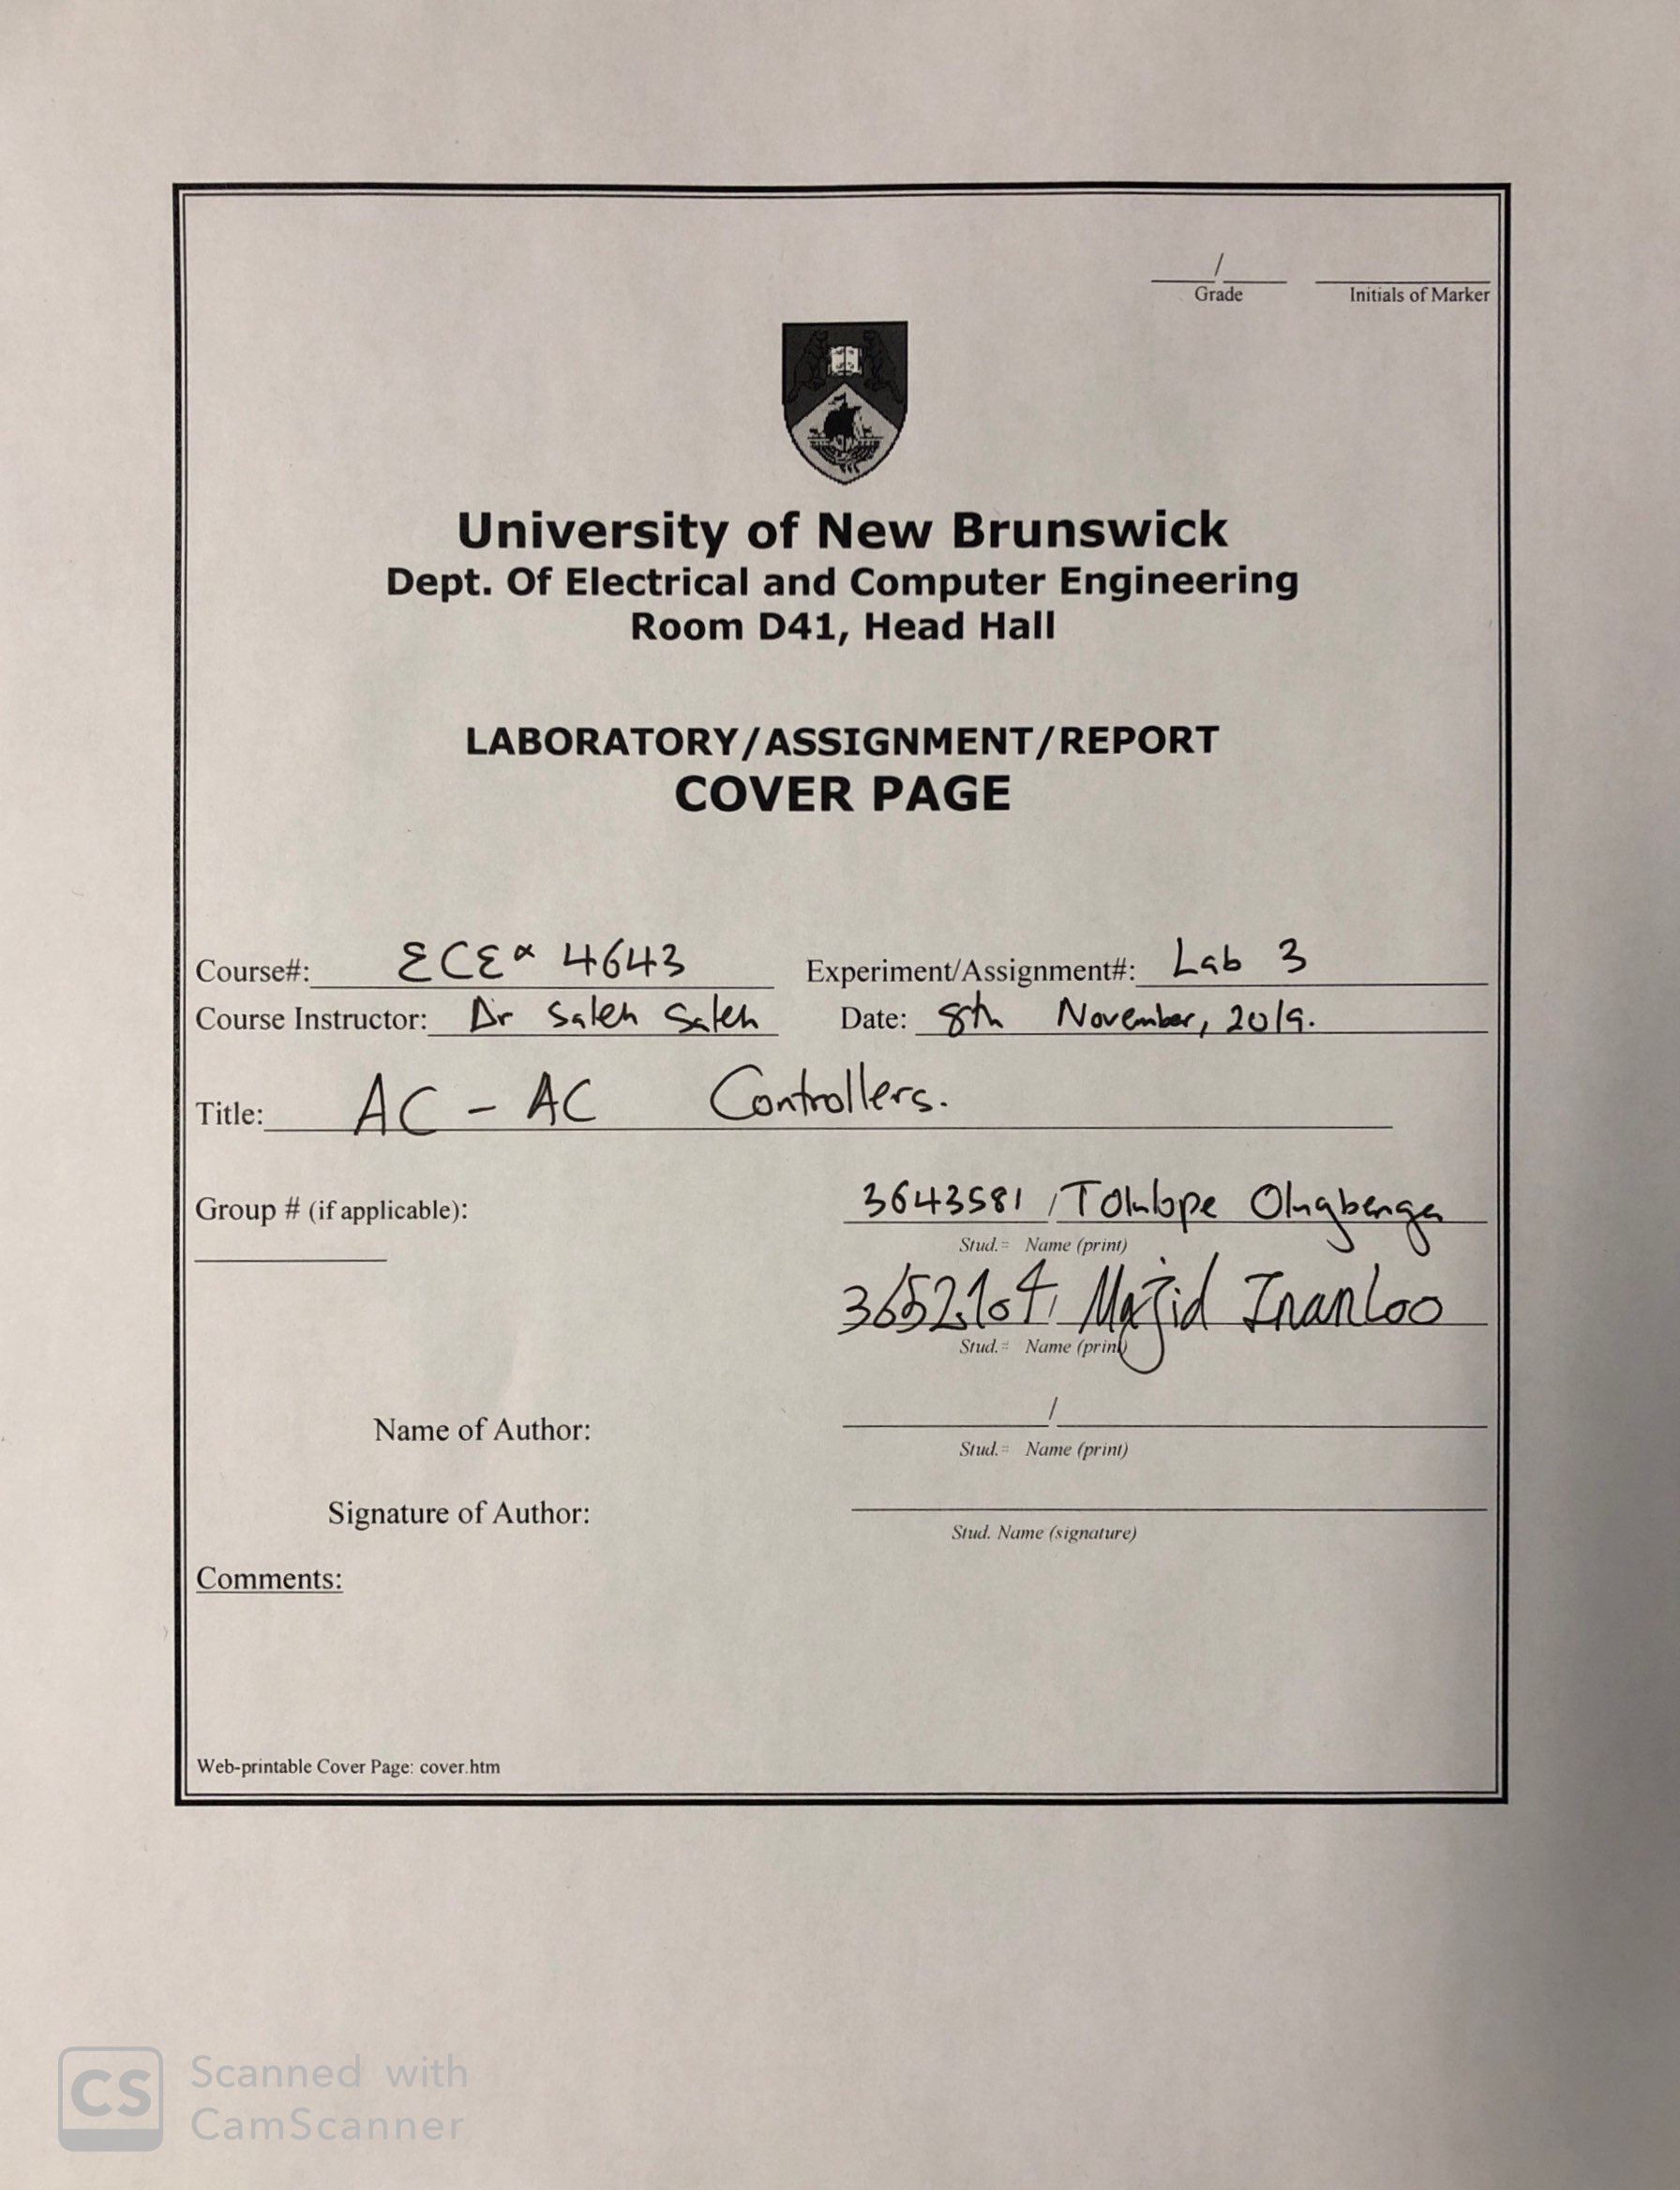 /
Grade Initials of Marker
University of New Brunswick
Dept. Of Electrical and Computer Engineering
Room D41, Head Hall
LABORATORY/ASSIGNMENT/REPORT
COVER PAGE
Course#: ECE 4643 Experiment/Assignment#: Lab 3
Course Instructor: Dr Saleh Saleh Date: 8th November, 2019.
Title: AC - AC Controllers.
Group # (if applicable): 3643581 / Tolulope Olugbenga
Stud.= Name (print)
3652104, Majid Inanloo
Stud.= Name (print)
Name of Author: /
Stud.= Name (print)
Signature of Author:
Stud. Name (signature)
Comments:
Web-printable Cover Page: cover.htm
CS Scanned with
CamScanner